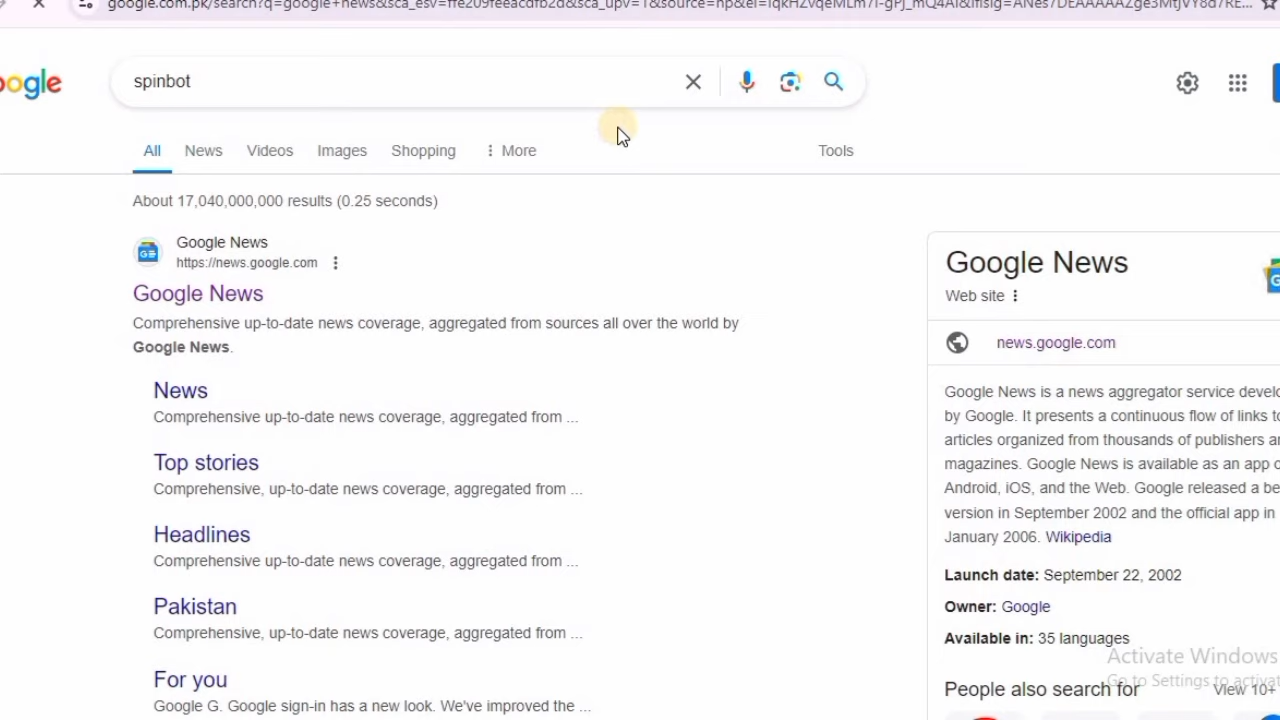 google.com.pk/search?q=google+news&sca_esv=ffe209feeacdfb2d&sca_upv=1&source=hp&ei=
oogle
spinbot
All News Videos Images Shopping More Tools
About 17,040,000,000 results (0.25 seconds)
Google News
https://news.google.com
Google News
Comprehensive up-to-date news coverage, aggregated from sources all over the world by
Google News.
News
Comprehensive up-to-date news coverage, aggregated from ...
Top stories
Comprehensive, up-to-date news coverage, aggregated from ...
Headlines
Comprehensive, up-to-date news coverage, aggregated from ...
Pakistan
Comprehensive, up-to-date news coverage, aggregated from ...
For you
Google G. Google sign-in has a new look. We've improved the ...
Google News
Web site
news.google.com
Google News is a news aggregator service develo
by Google. It presents a continuous flow of links to
articles organized from thousands of publishers a
magazines. Google News is available as an app o
Android, iOS, and the Web. Google released a be
version in September 2002 and the official app in
January 2006. Wikipedia
Launch date: September 22, 2002
Owner: Google
Available in: 35 languages
Activate Windows
Go to Settings to activat
People also search for
View 10+